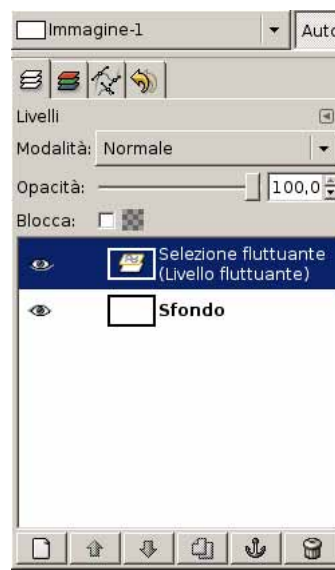 Immagine-1
Auto
Livelli
Modalità: Normale
Opacità: 100,0
Blocca:
Selezione fluttuante
(Livello fluttuante)
Sfondo